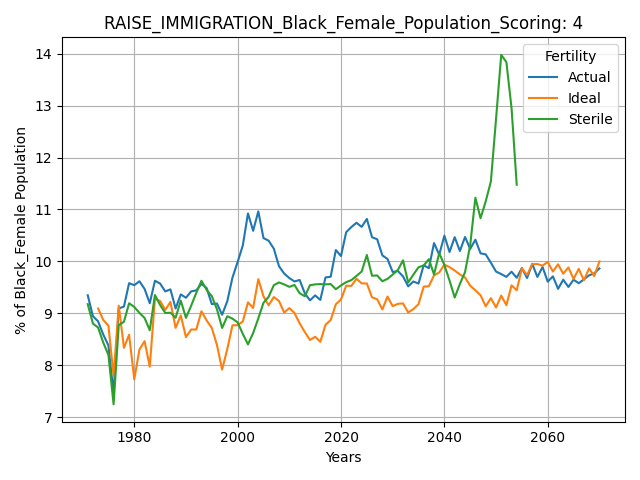 RAISE_IMMIGRATION_Black_Female_Population_Scoring: 4
Fertility
Actual
Ideal
Sterile
% of Black_Female Population
14
13
12
11
10
9
8
7
1980
2000
2020
2040
2060
Years